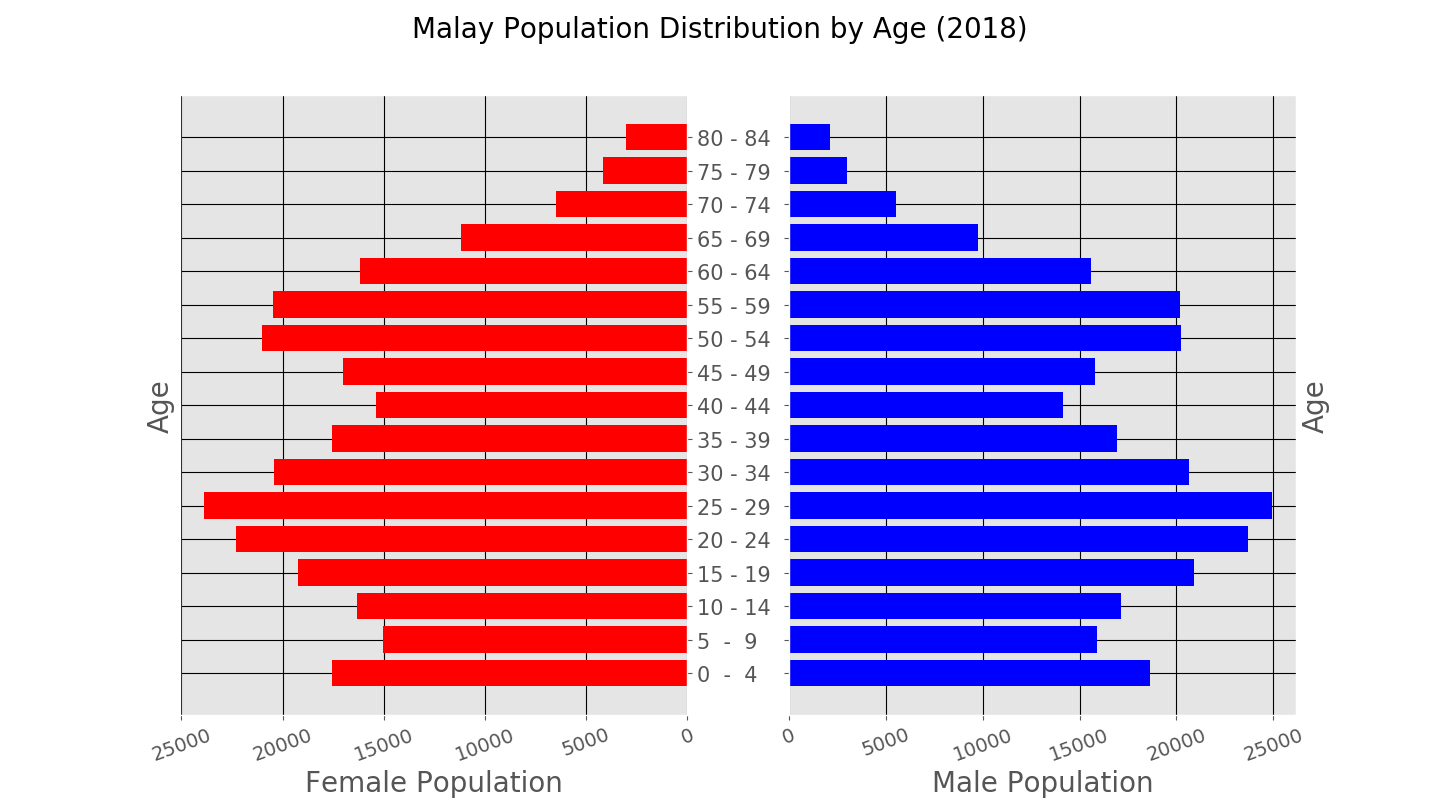 Malay Population Distribution by Age (2018)
80 - 84
75 - 79
70 - 74
65 - 69
60 - 64
55 - 59
50 - 54
45 - 49
40 - 44
35 - 39
30 - 34
25 - 29
20 - 24
15 - 19
10 - 14
5  -  9
0  -  4
Age
Age
25000 20000 15000 10000 5000 0
0 5000 10000 15000 20000 25000
Female Population
Male Population